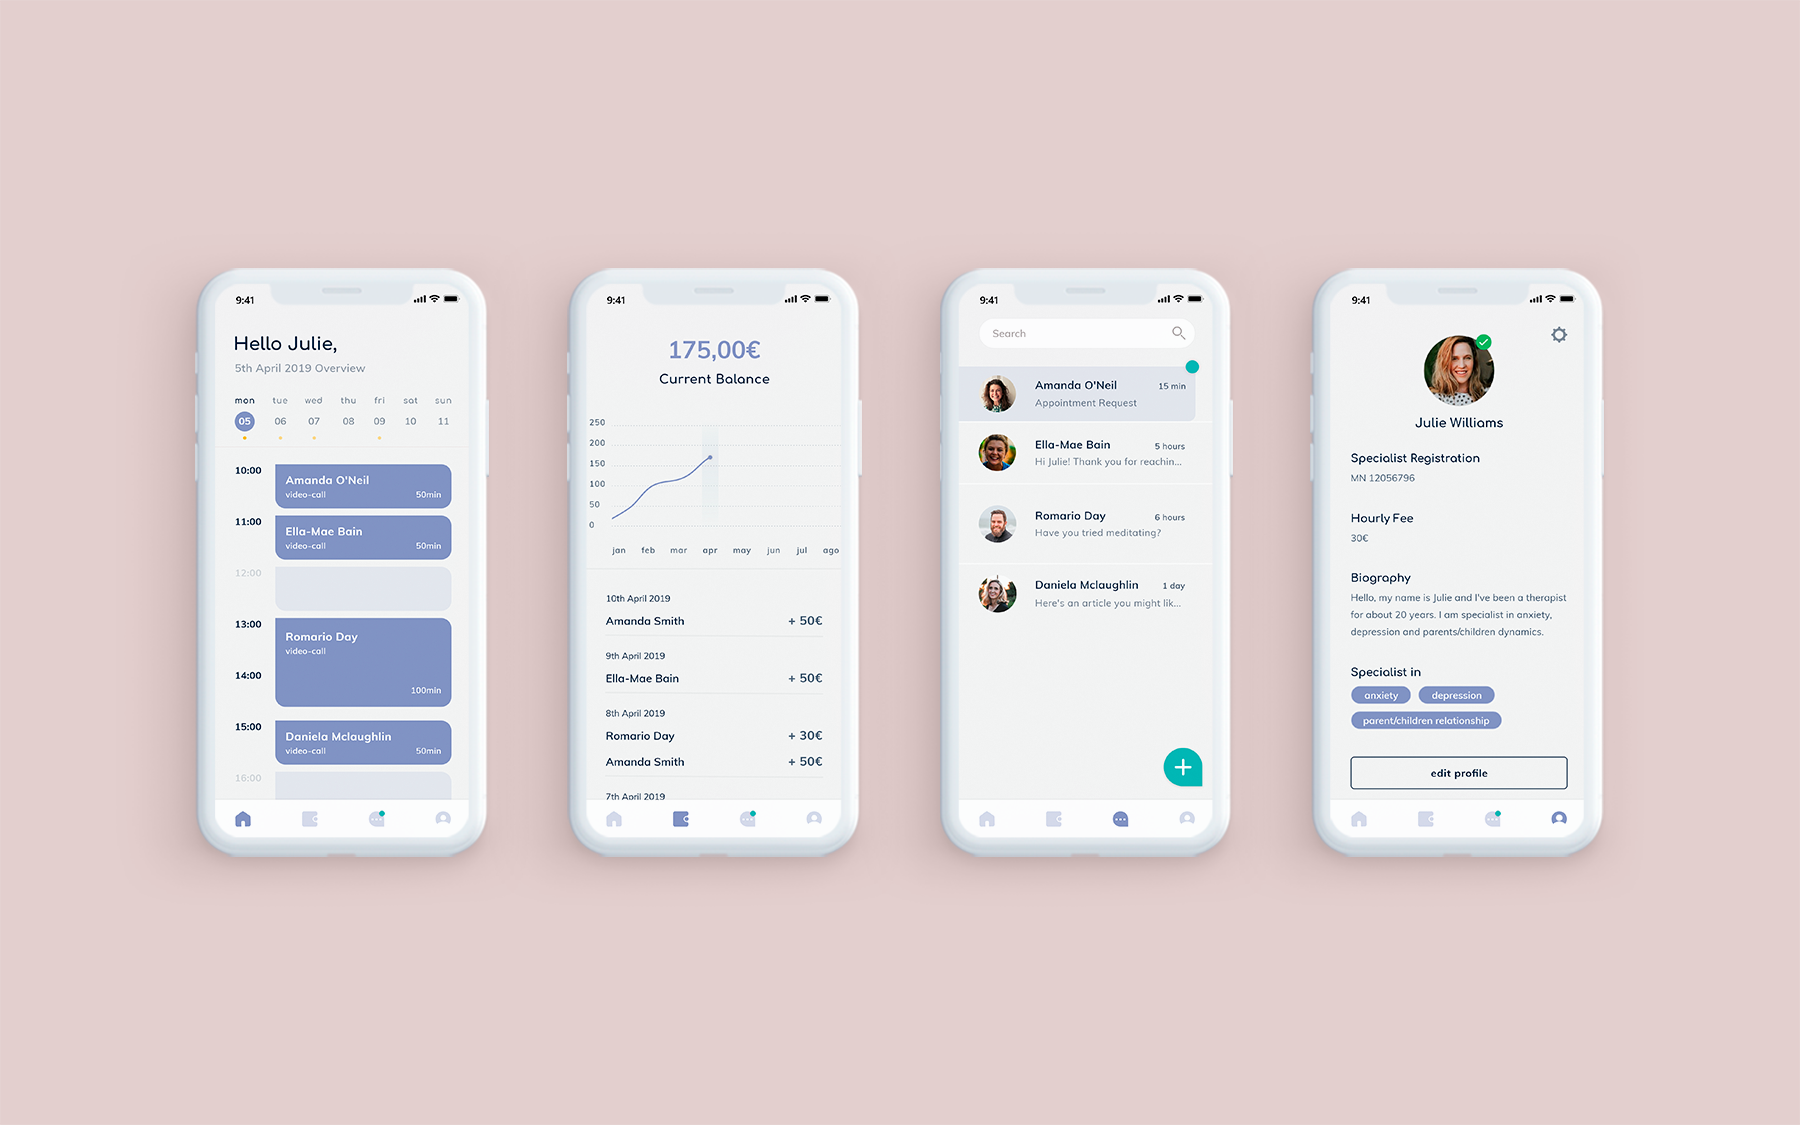 9:41
Hello Julie,
5th April 2019 Overview
mon tue wed thu fri sat sun
05 06 07 08 09 10 11
10:00
Amanda O'Neil
video-call 50min
11:00
Ella-Mae Bain
video-call 50min
12:00
13:00
Romario Day
video-call
14:00
100min
15:00
Daniela Mclaughlin
video-call 50min
16:00
9:41
175,00€
Current Balance
250
200
150
100
50
0
jan feb mar apr may jun jul ago
10th April 2019
Amanda Smith + 50€
9th April 2019
Ella-Mae Bain + 50€
8th April 2019
Romario Day + 30€
Amanda Smith + 50€
7th April 2019
9:41
Search
Amanda O'Neil 15 min
Appointment Request
Ella-Mae Bain 5 hours
Hi Julie! Thank you for reachin...
Romario Day 6 hours
Have you tried meditating?
Daniela Mclaughlin 1 day
Here's an article you might lik...
9:41
Julie Williams
Specialist Registration
MN 12056796
Hourly Fee
30€
Biography
Hello, my name is Julie and I've been a therapist
for about 20 years. I am specialist in anxiety,
depression and parents/children dynamics.
Specialist in
anxiety depression
parent/children relationship
edit profile